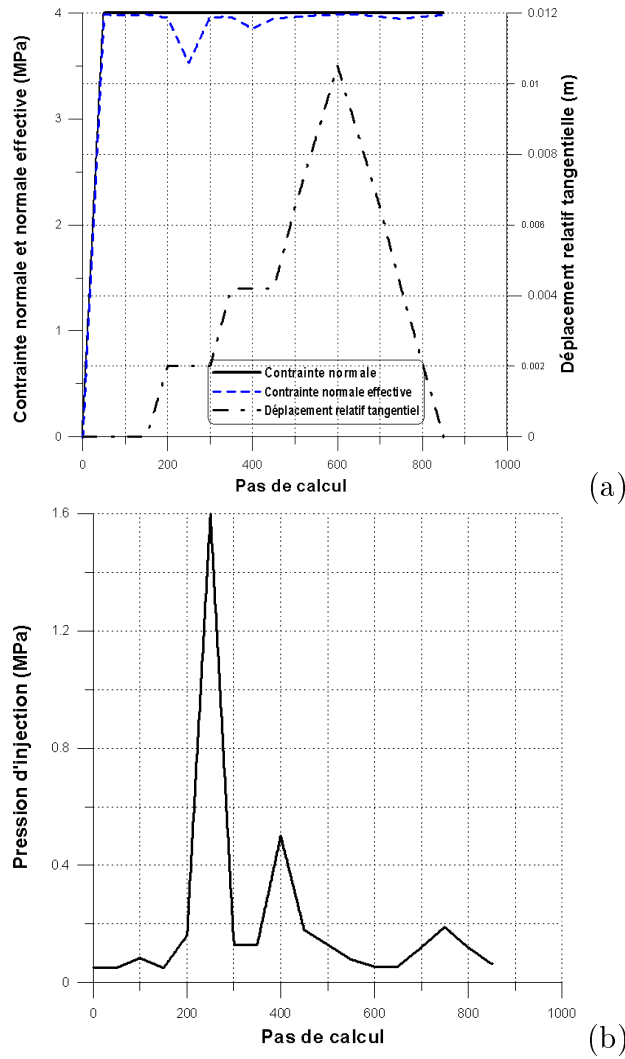 4
3
2
1
0
Contrainte normale et normale effective (MPa)
0.012
0.01
0.008
0.006
0.004
0.002
0
Déplacement relatif tangentielle (m)
Contrainte normale
Contrainte normale effective
Déplacement relatif tangentiel
0 200 400 600 800 1000
Pas de calcul
(a)
1.6
1.2
0.8
0.4
0
Pression d'injection (MPa)
0 200 400 600 800 1000
Pas de calcul
(b)